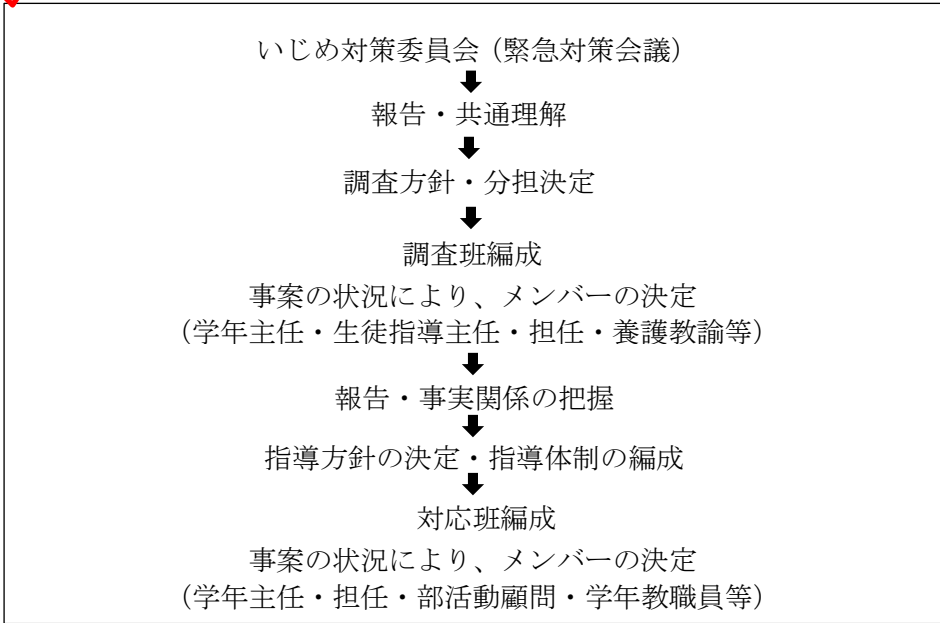 いじめ対策委員会（緊急対策会議）
報告・共通理解
調査方針・分担決定
調査班編成
事案の状況により、メンバーの決定
（学年主任・生徒指導主任・担任・養護教諭等）
報告・事実関係の把握
指導方針の決定・指導体制の編成
対応班編成
事案の状況により、メンバーの決定
（学年主任・担任・部活動顧問・学年教職員等）